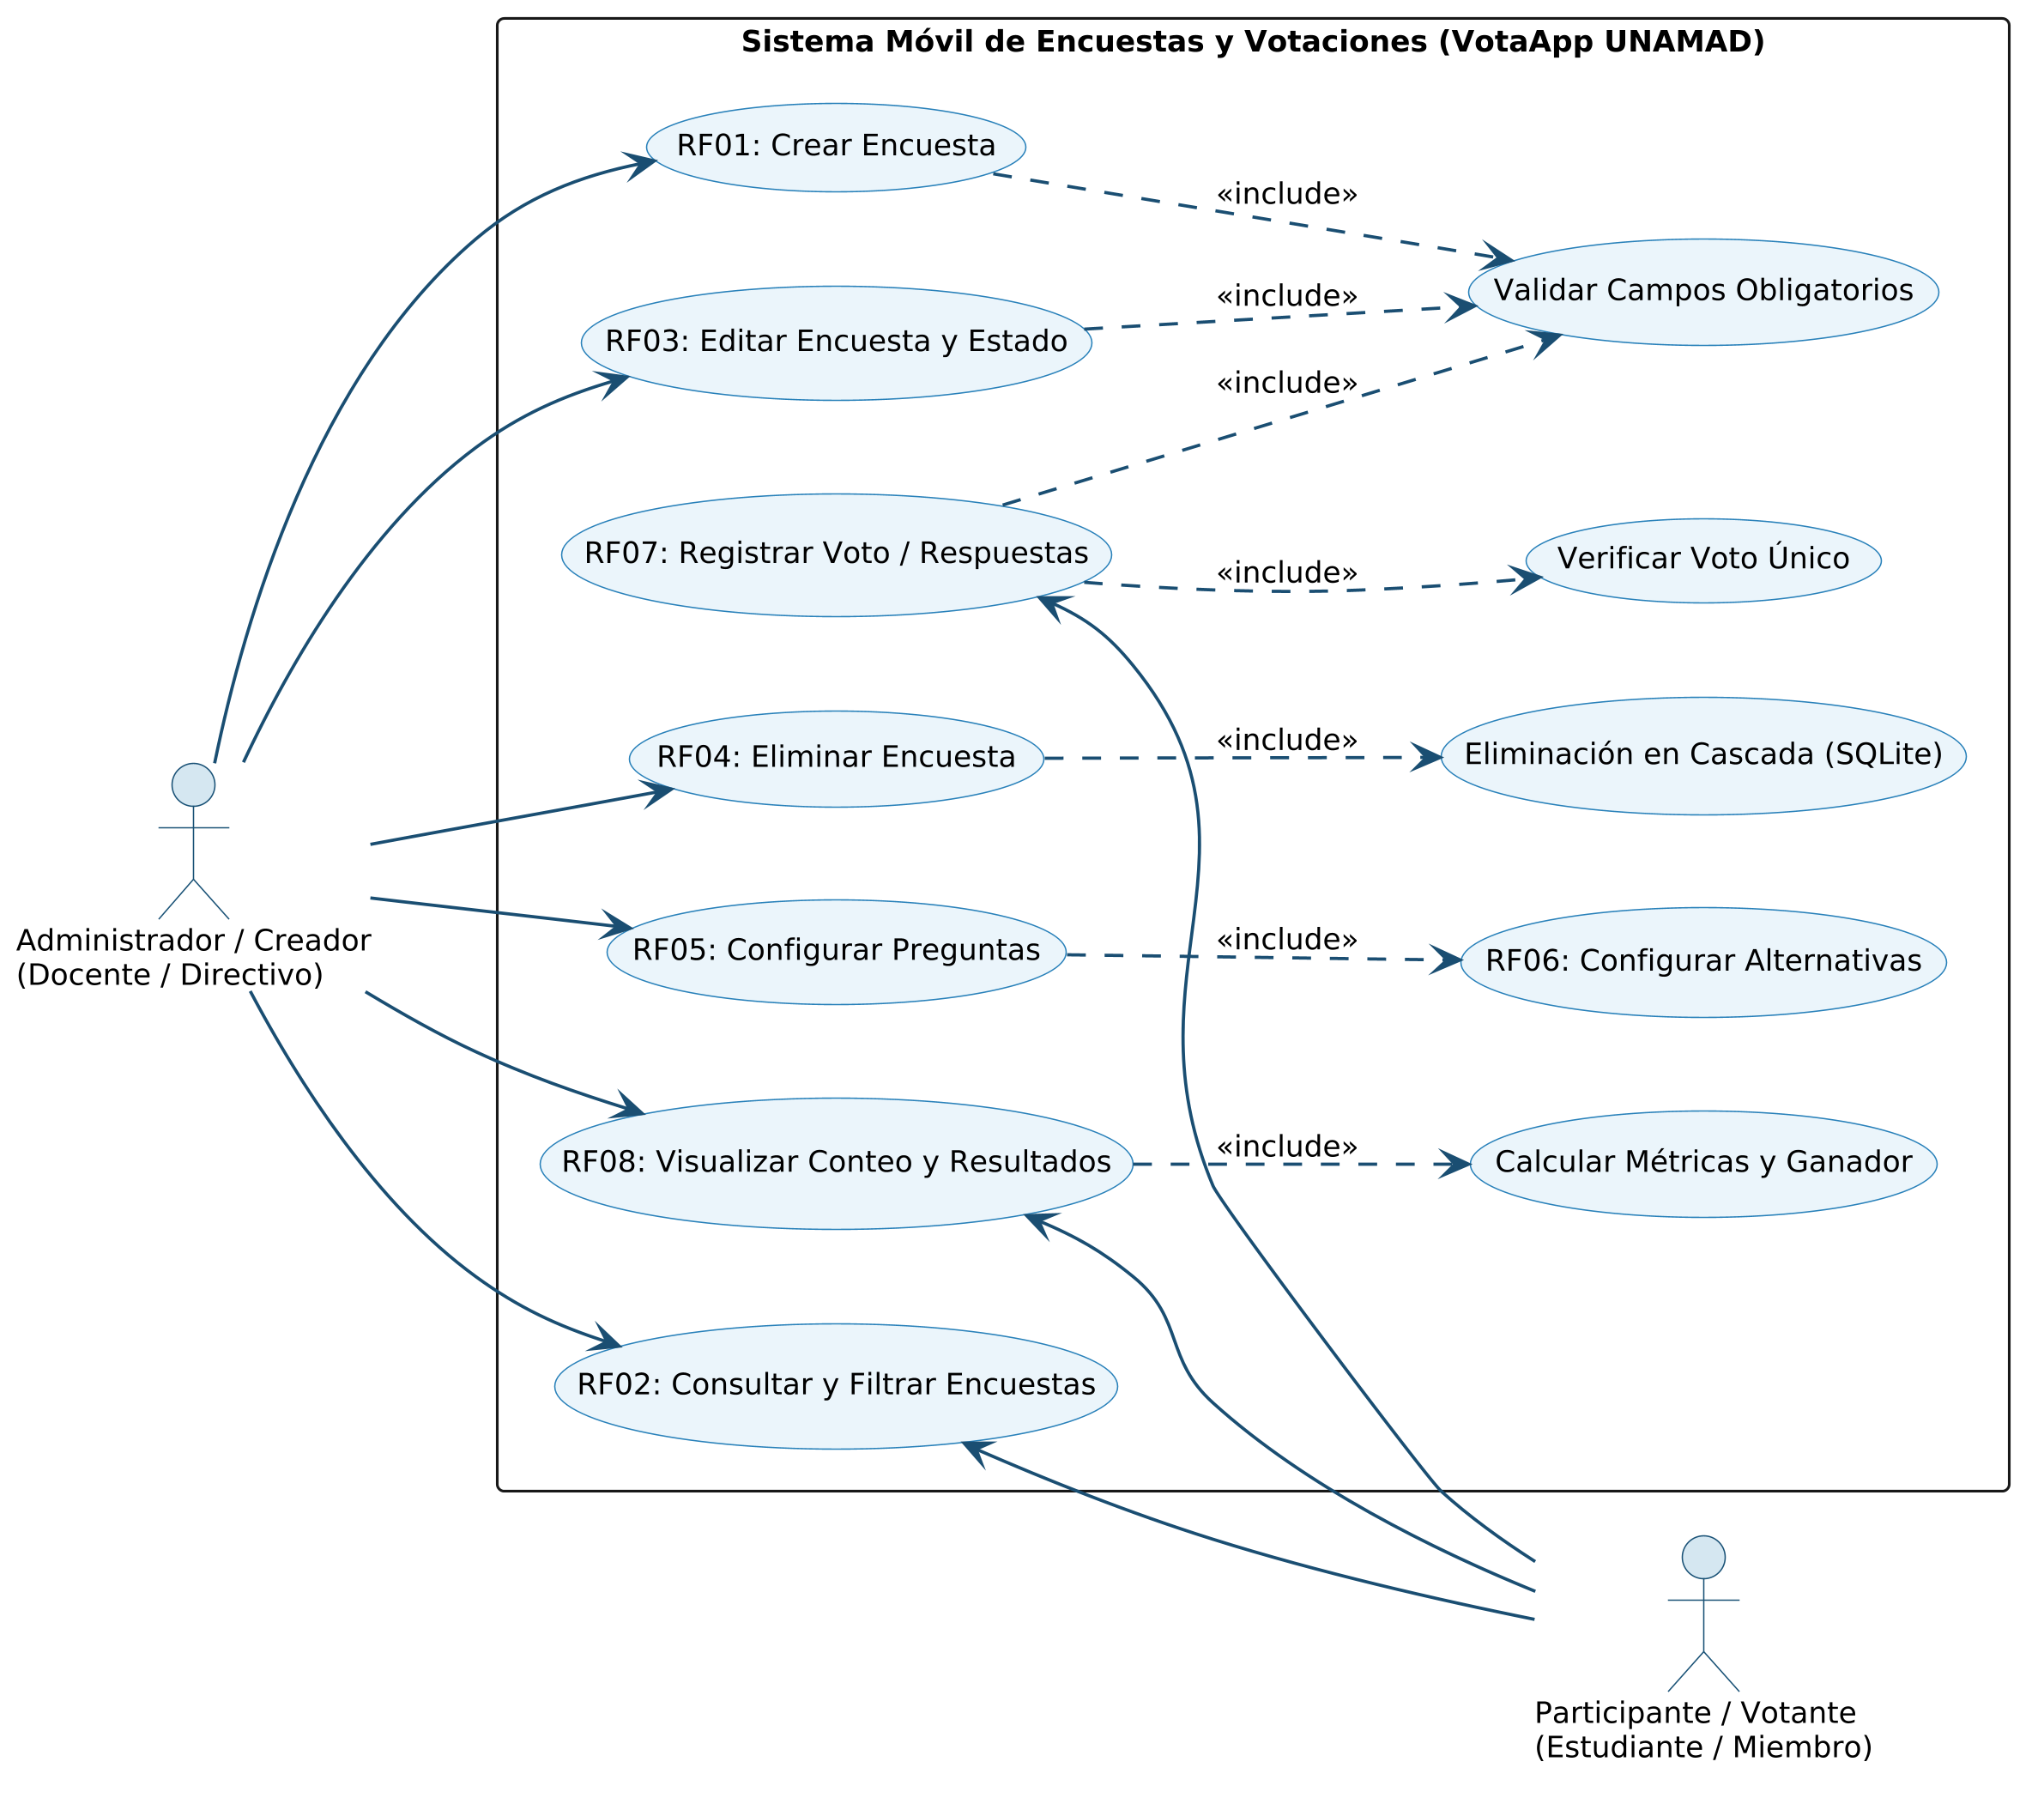 Sistema Móvil de Encuestas y Votaciones (VotaApp UNAMAD)
RF01: Crear Encuesta
«include»
Validar Campos Obligatorios
«include»
RF03: Editar Encuesta y Estado
«include»
RF07: Registrar Voto / Respuestas
«include»
Verificar Voto Único
RF04: Eliminar Encuesta
«include»
Eliminación en Cascada (SQLite)
Administrador / Creador
(Docente / Directivo)
RF05: Configurar Preguntas
«include»
RF06: Configurar Alternativas
RF08: Visualizar Conteo y Resultados
«include»
Calcular Métricas y Ganador
RF02: Consultar y Filtrar Encuestas
Participante / Votante
(Estudiante / Miembro)